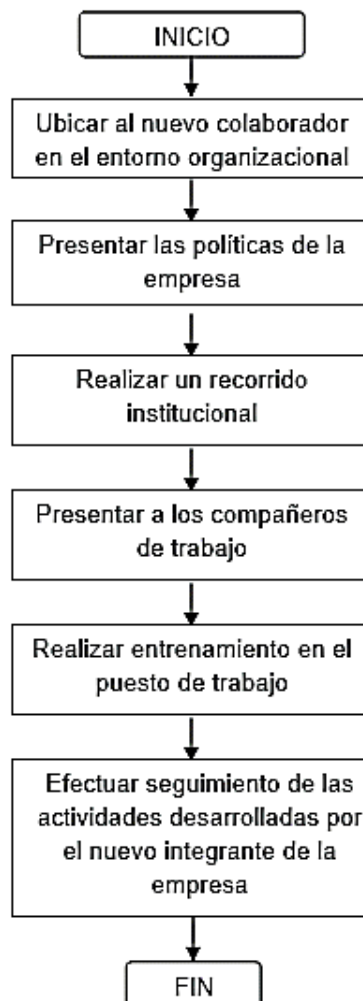 INICIO
Ubicar al nuevo colaborador
en el entorno organizacional
Presentar las políticas de la
empresa
Realizar un recorrido
institucional
Presentar a los compañeros
de trabajo
Realizar entrenamiento en el
puesto de trabajo
Efectuar seguimiento de las
actividades desarrolladas por
el nuevo integrante de la
empresa
FIN